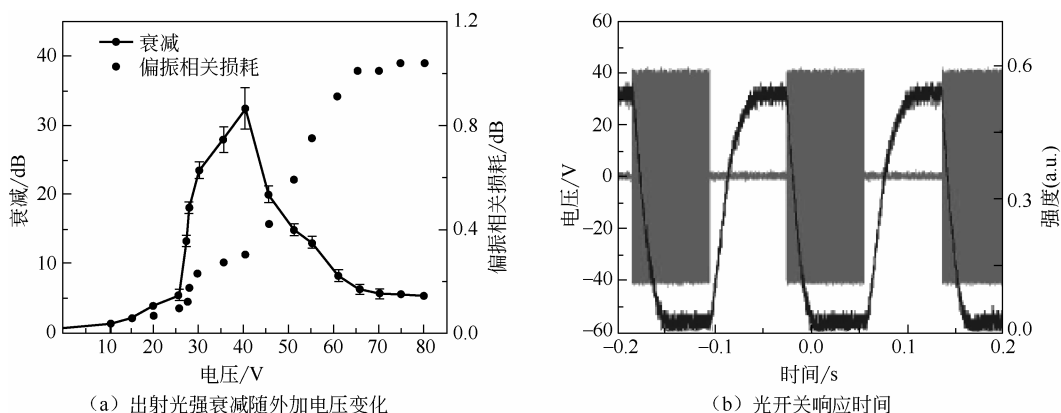 衰减/dB
40
30
20
10
0
衰减
偏振相关损耗
1.2
0.8
0.4
0.0
偏振相关损耗/dB
10 20 30 40 50 60 70 80
电压/V
（a）出射光强衰减随外加电压变化
电压/V
60
40
20
0
−20
−40
−60
0.6
0.3
0.0
强度(a.u.)
−0.2 −0.1 0.0 0.1 0.2
时间/s
（b）光开关响应时间